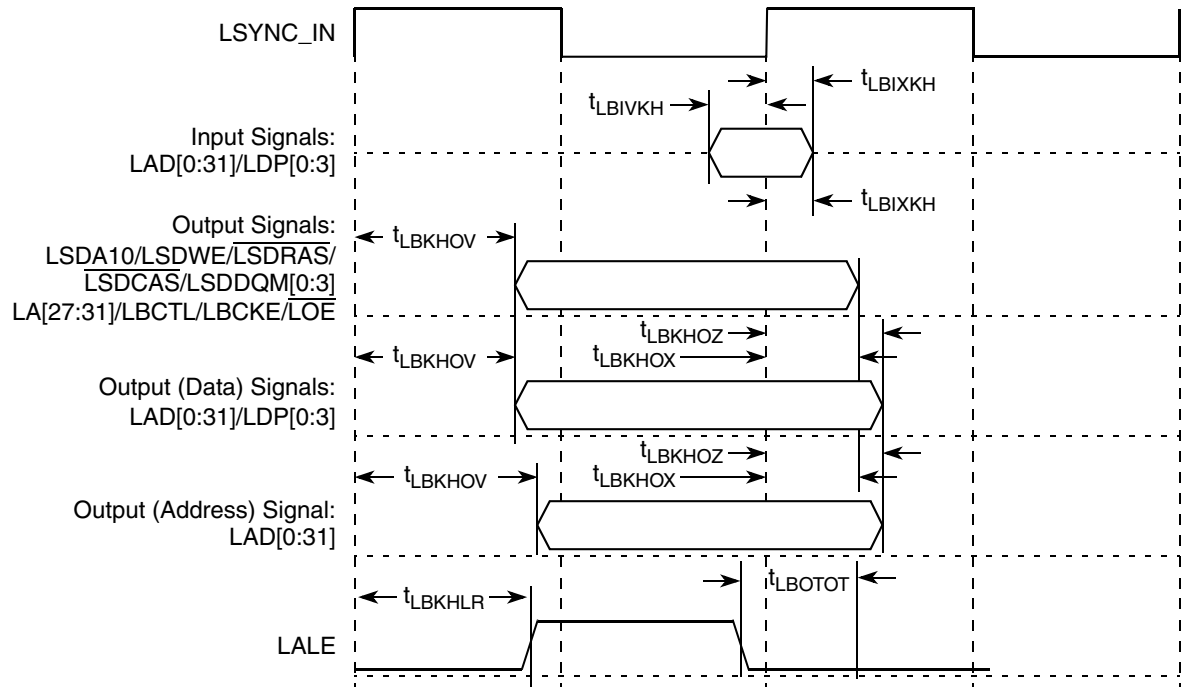 LSYNC_IN
tLBIXKH
tLBIVKH
Input Signals:
LAD[0:31]/LDP[0:3]
tLBIXKH
Output Signals:
tLBKHOV
LSDA10/LSDWE/LSDRAS/
LSDCAS/LSDDQM[0:3]
LA[27:31]/LBCTL/LBCKE/LOE
tLBKHOZ
tLBKHOV
tLBKHOX
Output (Data) Signals:
LAD[0:31]/LDP[0:3]
tLBKHOZ
tLBKHOV
tLBKHOX
Output (Address) Signal:
LAD[0:31]
tLBOTOT
tLBKHLR
LALE